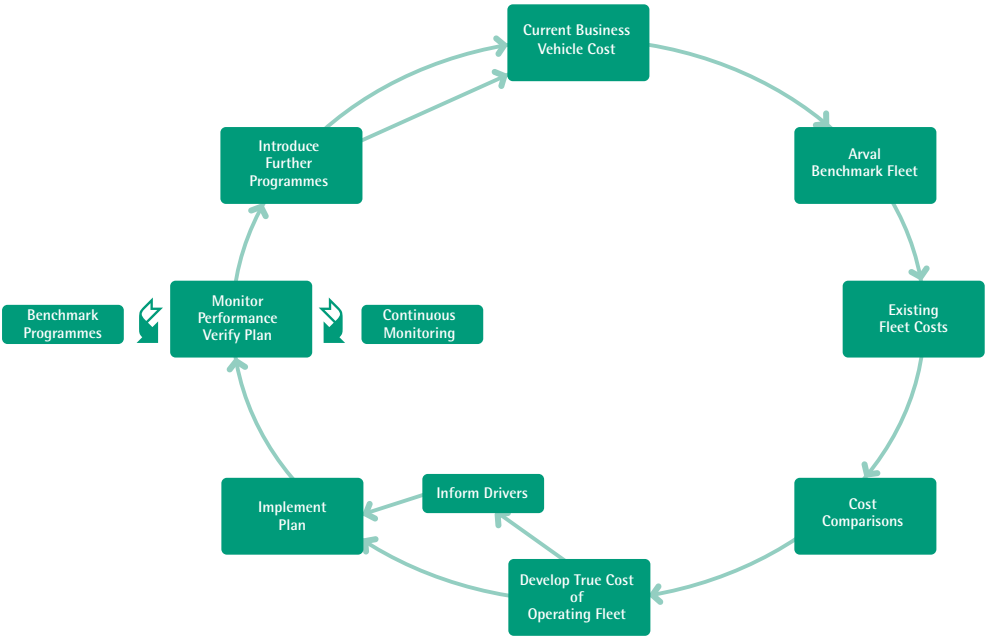 Current Business
Vehicle Cost
Arval
Benchmark Fleet
Existing
Fleet Costs
Cost
Comparisons
Develop True Cost
of
Operating Fleet
Inform Drivers
Implement
Plan
Monitor
Performance
Verify Plan
Benchmark
Programmes
Continuous
Monitoring
Introduce
Further
Programmes